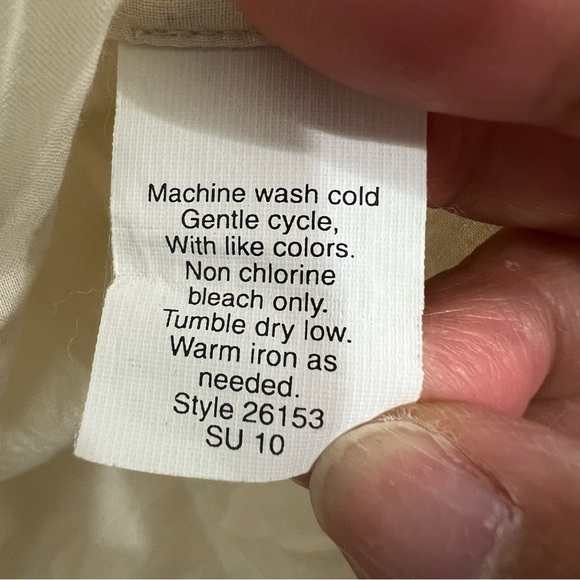 Machine wash cold
Gentle cycle,
With like colors.
Non chlorine
bleach only.
Tumble dry low.
Warm iron as
needed.
Style 26153
SU 10